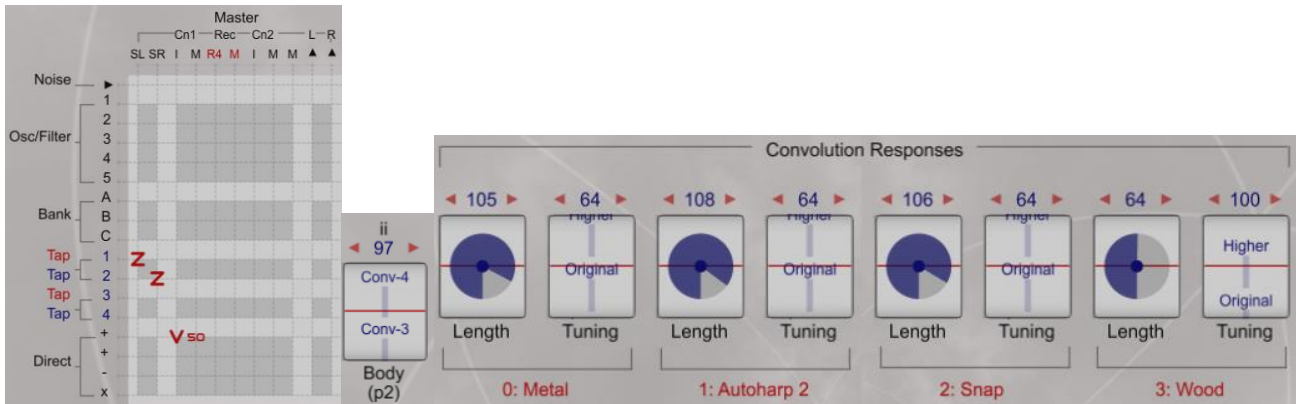 Master
Cn1 Rec Cn2 L R
SL SR I M R4 M I M M ▲ ▲
Noise ►
1
2
Osc/Filter 3
4
5
A
Bank B
C
Tap 1 Z
Tap 2 Z
Tap 3
Tap 4
+ V 50
+
Direct -
x
ii
◄ 97 ►
Conv-4
Conv-3
Body
(p2)
Convolution Responses
◄ 105 ► ◄ 64 ► ◄ 108 ► ◄ 64 ► ◄ 106 ► ◄ 64 ► ◄ 64 ► ◄ 100 ►
Higher Higher Higher Higher
Original Original Original Original
Length Tuning Length Tuning Length Tuning Length Tuning
0: Metal 1: Autoharp 2 2: Snap 3: Wood